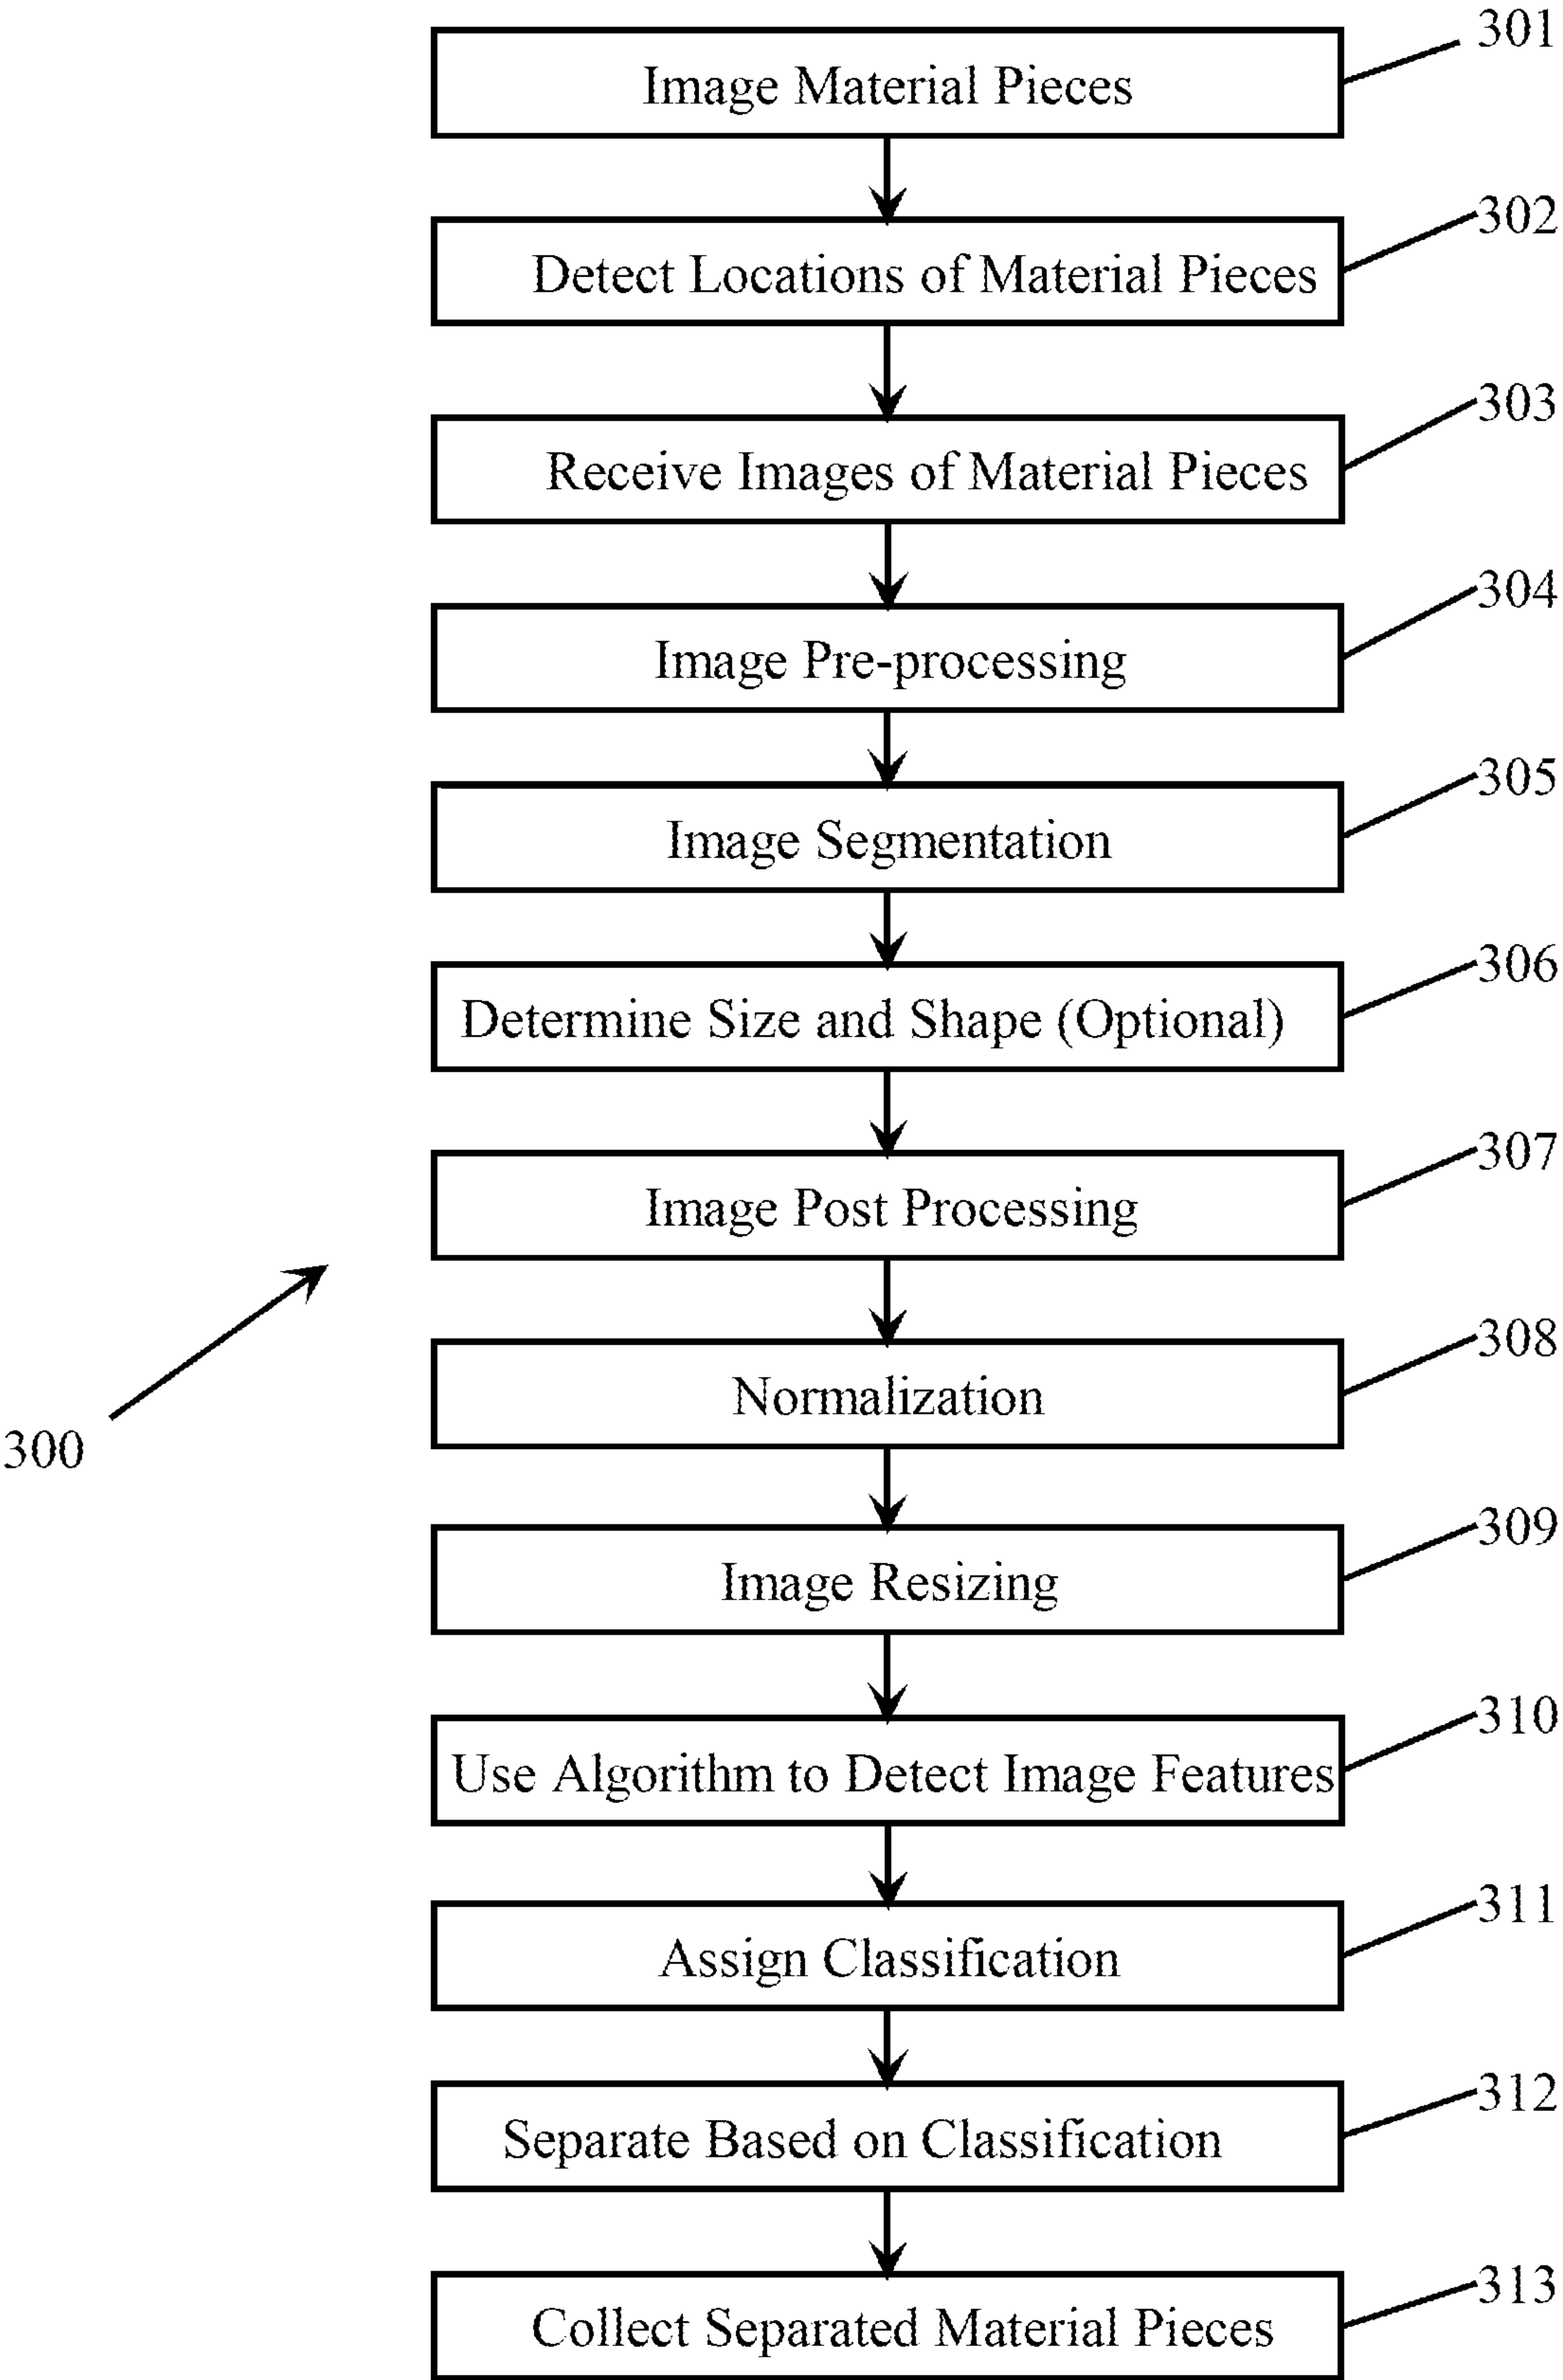 301
Image Material Pieces
302
Detect Locations of Material Pieces
303
Receive Images of Material Pieces
304
Image Pre-processing
305
Image Segmentation
306
Determine Size and Shape (Optional)
307
Image Post Processing
308
Normalization
300
309
Image Resizing
310
Use Algorithm to Detect Image Features
311
Assign Classification
312
Separate Based on Classification
313
Collect Separated Material Pieces